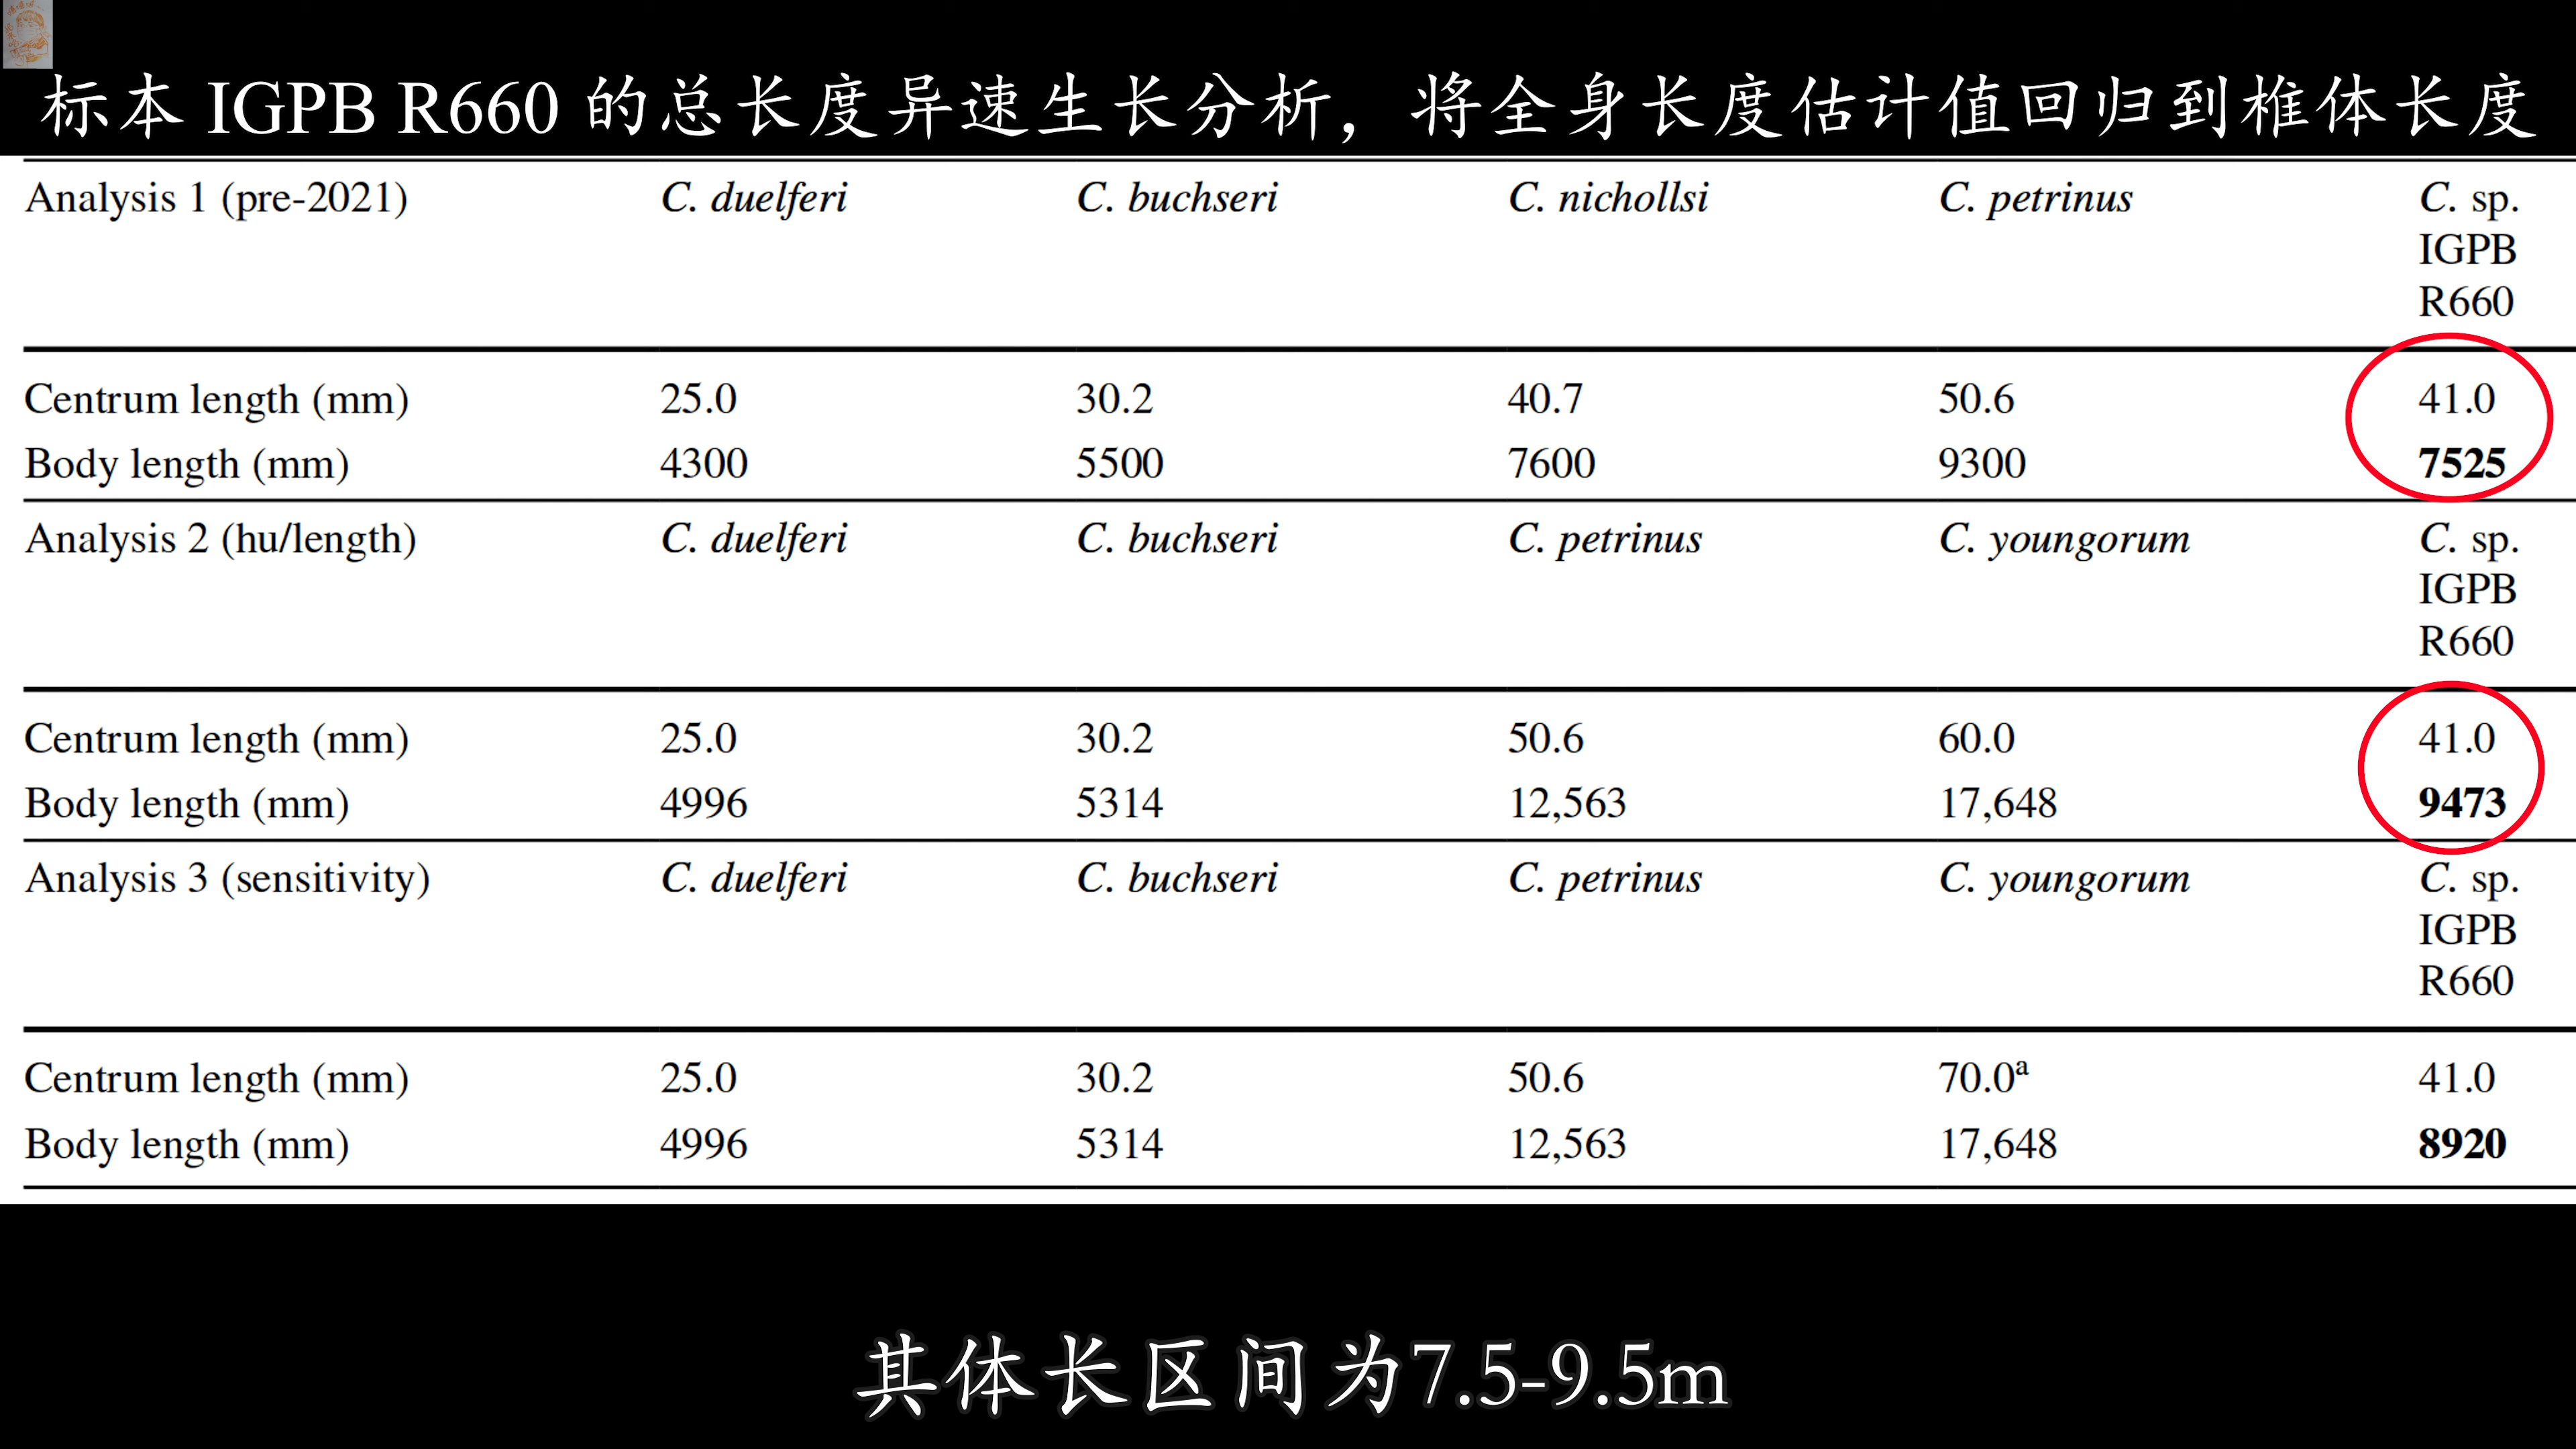 标本 IGPB R660 的总长度异速生长分析，将全身长度估计值回归到椎体长度
Analysis 1 (pre-2021) C. duelferi C. buchseri C. nichollsi C. petrinus C. sp. IGPB R660
Centrum length (mm) 25.0 30.2 40.7 50.6 41.0
Body length (mm) 4300 5500 7600 9300 7525
Analysis 2 (hu/length) C. duelferi C. buchseri C. petrinus C. youngorum C. sp. IGPB R660
Centrum length (mm) 25.0 30.2 50.6 60.0 41.0
Body length (mm) 4996 5314 12,563 17,648 9473
Analysis 3 (sensitivity) C. duelferi C. buchseri C. petrinus C. youngorum C. sp. IGPB R660
Centrum length (mm) 25.0 30.2 50.6 70.0ᵃ 41.0
Body length (mm) 4996 5314 12,563 17,648 8920
其体长区间为7.5-9.5m